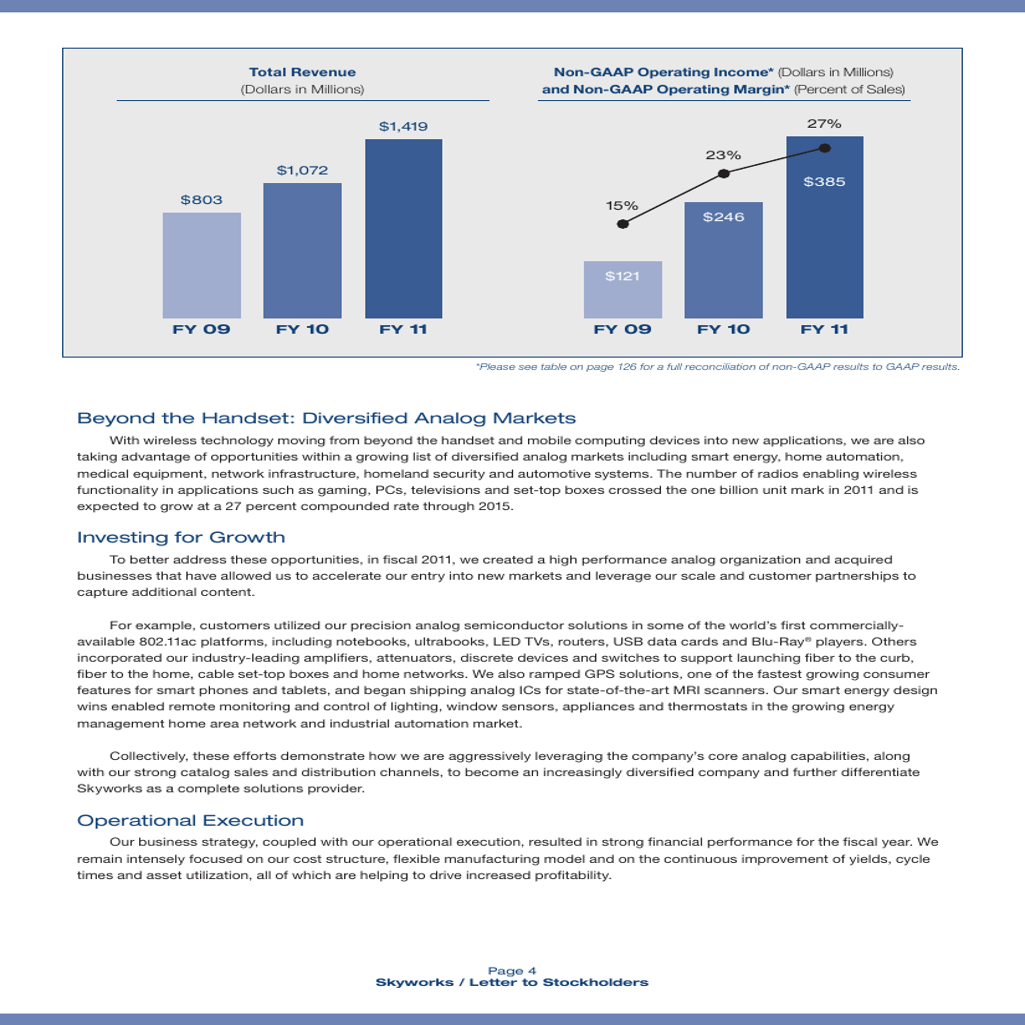 Total Revenue
(Dollars in Millions)
$803
$1,072
$1,419
FY 09
FY 10
FY 11
Non-GAAP Operating Income* (Dollars in Millions)
and Non-GAAP Operating Margin* (Percent of Sales)
15%
23%
27%
$121
$246
$385
FY 09
FY 10
FY 11
*Please see table on page 126 for a full reconciliation of non-GAAP results to GAAP results.
Beyond the Handset: Diversified Analog Markets
With wireless technology moving from beyond the handset and mobile computing devices into new applications, we are also
taking advantage of opportunities within a growing list of diversified analog markets including smart energy, home automation,
medical equipment, network infrastructure, homeland security and automotive systems. The number of radios enabling wireless
functionality in applications such as gaming, PCs, televisions and set-top boxes crossed the one billion unit mark in 2011 and is
expected to grow at a 27 percent compounded rate through 2015.
Investing for Growth
To better address these opportunities, in fiscal 2011, we created a high performance analog organization and acquired
businesses that have allowed us to accelerate our entry into new markets and leverage our scale and customer partnerships to
capture additional content.
For example, customers utilized our precision analog semiconductor solutions in some of the world's first commercially-
available 802.11ac platforms, including notebooks, ultrabooks, LED TVs, routers, USB data cards and Blu-Ray® players. Others
incorporated our industry-leading amplifiers, attenuators, discrete devices and switches to support launching fiber to the curb,
fiber to the home, cable set-top boxes and home networks. We also ramped GPS solutions, one of the fastest growing consumer
features for smart phones and tablets, and began shipping analog ICs for state-of-the-art MRI scanners. Our smart energy design
wins enabled remote monitoring and control of lighting, window sensors, appliances and thermostats in the growing energy
management home area network and industrial automation market.
Collectively, these efforts demonstrate how we are aggressively leveraging the company's core analog capabilities, along
with our strong catalog sales and distribution channels, to become an increasingly diversified company and further differentiate
Skyworks as a complete solutions provider.
Operational Execution
Our business strategy, coupled with our operational execution, resulted in strong financial performance for the fiscal year. We
remain intensely focused on our cost structure, flexible manufacturing model and on the continuous improvement of yields, cycle
times and asset utilization, all of which are helping to drive increased profitability.
Page 4
Skyworks / Letter to Stockholders